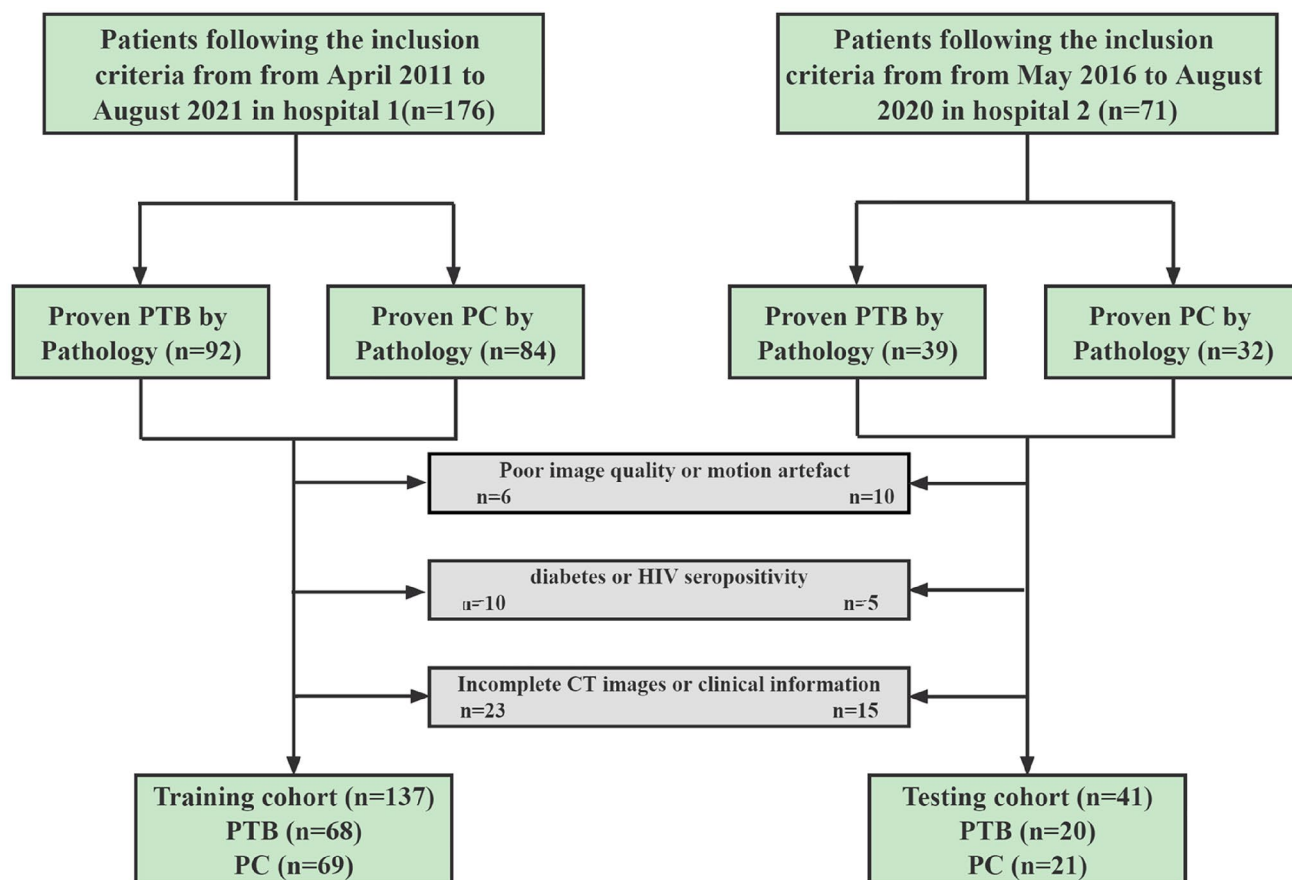 Patients following the inclusion
criteria from from April 2011 to
August 2021 in hospital 1(n=176)
Patients following the inclusion
criteria from from May 2016 to August
2020 in hospital 2 (n=71)
Proven PTB by
Pathology (n=92)
Proven PC by
Pathology (n=84)
Proven PTB by
Pathology (n=39)
Proven PC by
Pathology (n=32)
Poor image quality or motion artefact
n=6 n=10
diabetes or HIV seropositivity
n=10 n=5
Incomplete CT images or clinical information
n=23 n=15
Training cohort (n=137)
PTB (n=68)
PC (n=69)
Testing cohort (n=41)
PTB (n=20)
PC (n=21)